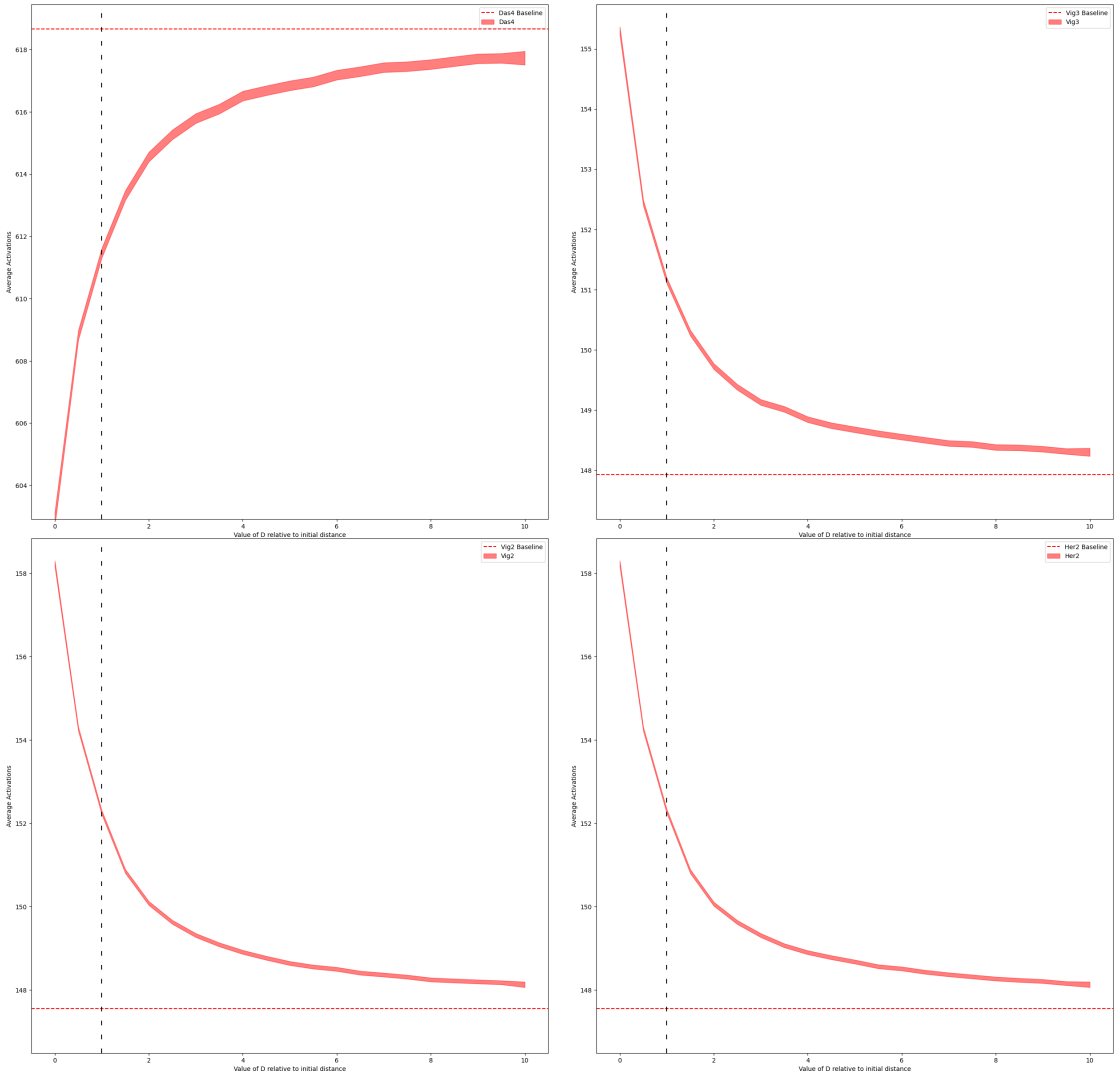 Das4 Baseline
Das4
618
616
614
612
610
608
606
604
Average Activations
0 2 4 6 8 10
Value of D relative to initial distance
Vig3 Baseline
Vig3
155
154
153
152
151
150
149
148
Average Activations
0 2 4 6 8 10
Value of D relative to initial distance
Vig2 Baseline
Vig2
158
156
154
152
150
148
Average Activations
0 2 4 6 8 10
Value of D relative to initial distance
Her2 Baseline
Her2
158
156
154
152
150
148
Average Activations
0 2 4 6 8 10
Value of D relative to initial distance